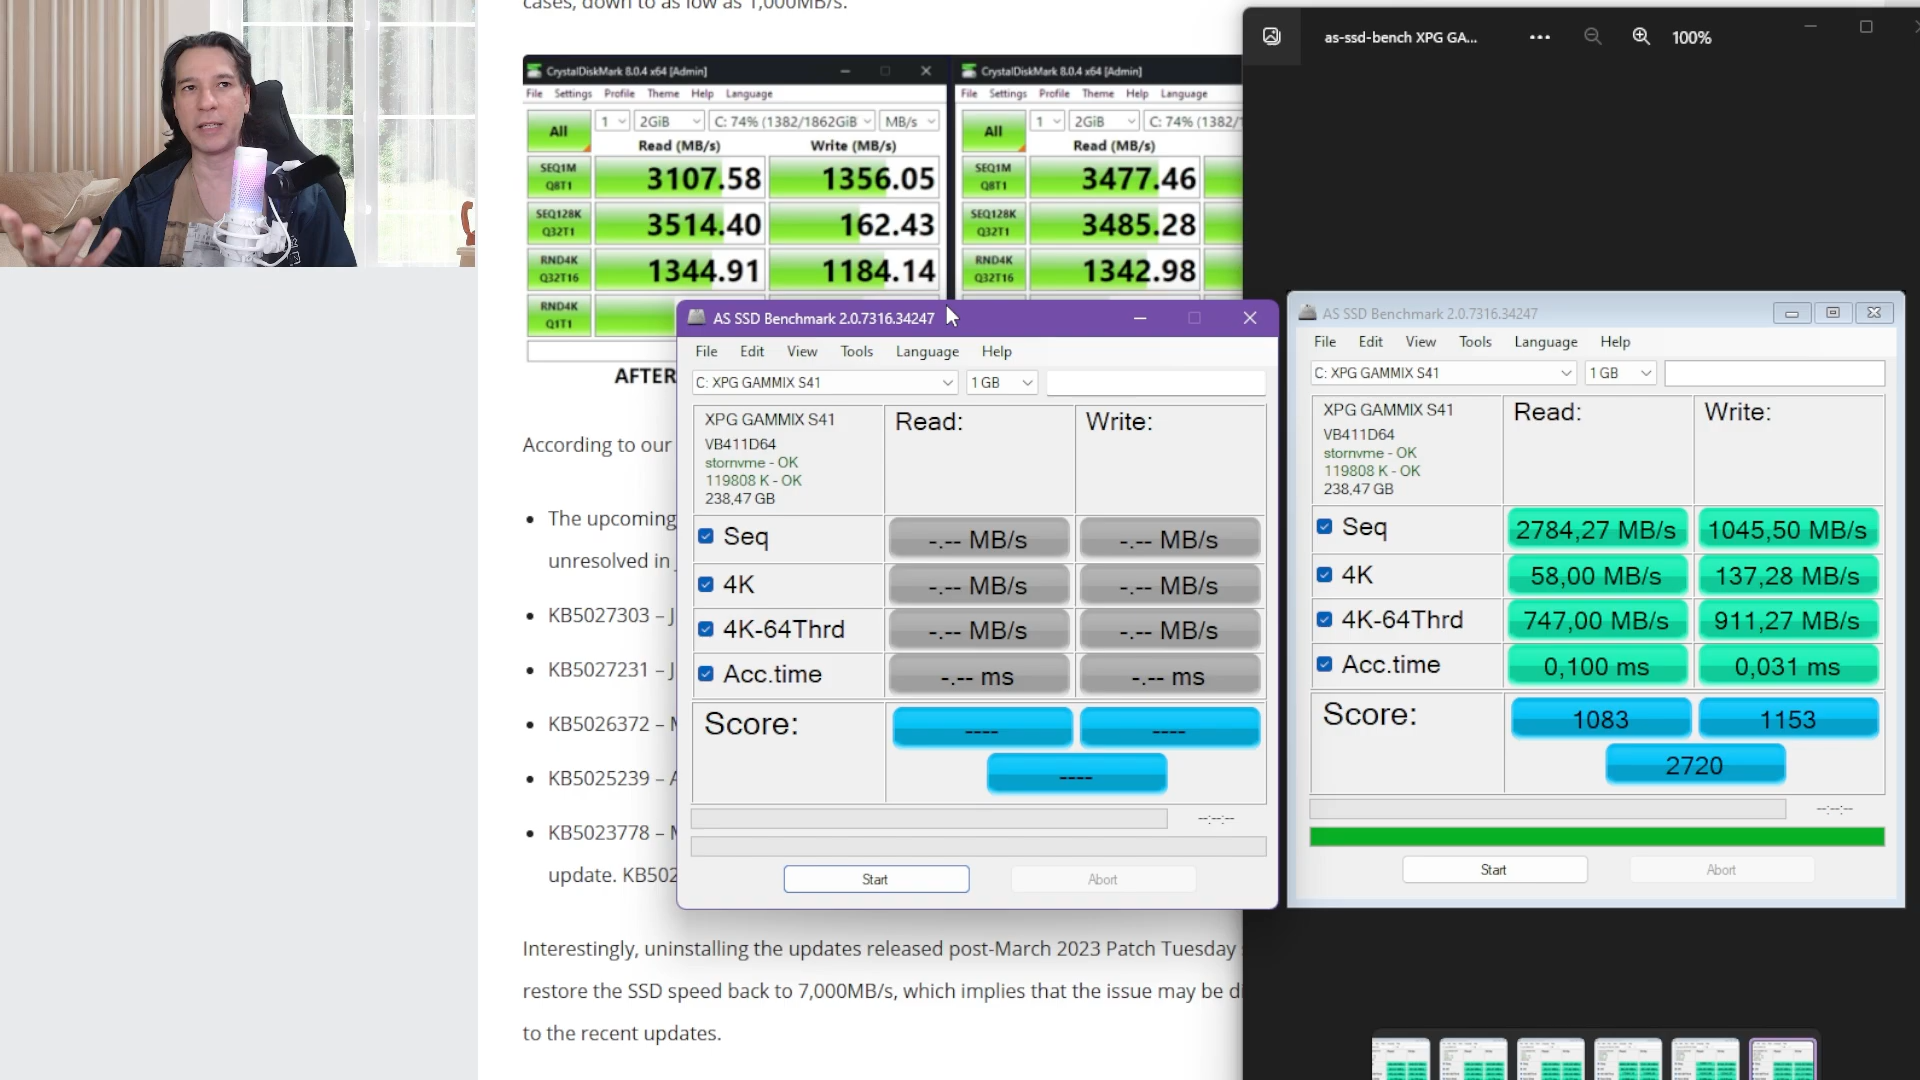 cases, down to as low as 1,000MB/s.
CrystalDiskMark 8.0.4 x64 [Admin]
File Settings Profile Theme Help Language
All
1 2GiB C: 74% (1382/1862GiB MB/s
Read (MB/s) Write (MB/s)
SEQ1M
Q8T1
3107.58 1356.05
SEQ128K
Q32T1
3514.40 162.43
RND4K
Q32T16
1344.91 1184.14
RND4K
Q1T1
AFTER
CrystalDiskMark 8.0.4 x64 [Admin]
File Settings Profile Theme Help Language
All
1 2GiB C: 74% (1382/
Read (MB/s)
SEQ1M
Q8T1
3477.46
SEQ128K
Q32T1
3485.28
RND4K
Q32T16
1342.98
According to our
The upcoming
unresolved in
KB5027303 –
KB5027231 –
KB5026372 –
KB5025239 –
KB5023778 –
update. KB502
Interestingly, uninstalling the updates released post-March 2023 Patch Tuesday
restore the SSD speed back to 7,000MB/s, which implies that the issue may be di
to the recent updates.
AS SSD Benchmark 2.0.7316.34247
File Edit View Tools Language Help
C: XPG GAMMIX S41 1 GB
XPG GAMMIX S41
VB411D64
stornvme - OK
119808 K - OK
238,47 GB
Read: Write:
Seq -.-- MB/s -.-- MB/s
4K -.-- MB/s -.-- MB/s
4K-64Thrd -.-- MB/s -.-- MB/s
Acc.time -.-- ms -.-- ms
Score: ---- ----
----
--:--:--
Start Abort
as-ssd-bench XPG GA... ••• 100%
AS SSD Benchmark 2.0.7316.34247
File Edit View Tools Language Help
C: XPG GAMMIX S41 1 GB
XPG GAMMIX S41
VB411D64
stornvme - OK
119808 K - OK
238,47 GB
Read: Write:
Seq 2784,27 MB/s 1045,50 MB/s
4K 58,00 MB/s 137,28 MB/s
4K-64Thrd 747,00 MB/s 911,27 MB/s
Acc.time 0,100 ms 0,031 ms
Score: 1083 1153
2720
--:--:--
Start Abort